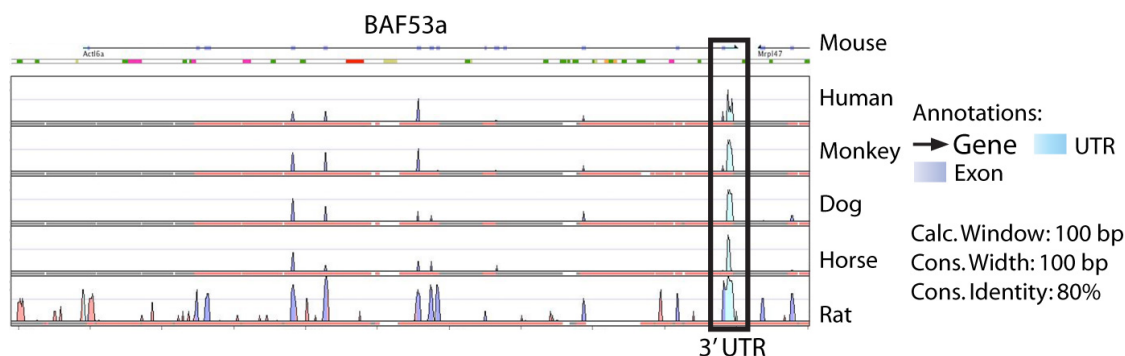 BAF53a
Actl6a
Mrpl47
Mouse
Human
Monkey
Dog
Horse
Rat
3’ UTR
Annotations:
Gene UTR
Exon
Calc. Window: 100 bp
Cons. Width: 100 bp
Cons. Identity: 80%